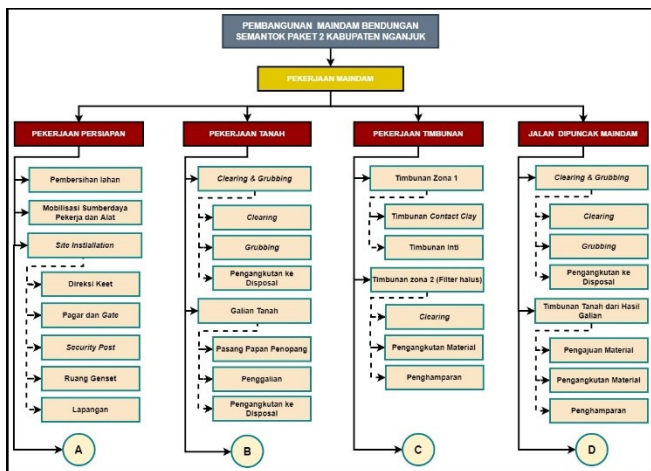 PEMBANGUNAN MAINDAM BENDUNGAN
SEMANTOK PAKET 2 KABUPATEN NGANJUK
PEKERJAAN MAINDAM
PEKERJAAN PERSIAPAN
Pembersihan lahan
Mobilisasi Sumberdaya
Pekerja dan Alat
Site Instiallation
Direksi Keet
Pagar dan Gate
Security Post
Ruang Genset
Lapangan
A
PEKERJAAN TANAH
Clearing & Grubbing
Clearing
Grubbing
Pengangkutan ke
Disposal
Galian Tanah
Pasang Papan Penopang
Penggalian
Pengangkutan ke
Disposal
B
PEKERJAAN TIMBUNAN
Timbunan Zona 1
Timbunan Contact Clay
Timbunan Inti
Timbunan zona 2 (Filter halus)
Clearing
Pengangkutan Material
Penghamparan
C
JALAN DIPUNCAK MAINDAM
Clearing & Grubbing
Clearing
Grubbing
Pengangkutan ke
Disposal
Timbunan Tanah dari Hasil
Galian
Pengajuan Material
Pengangkutan Material
Penghamparan
D